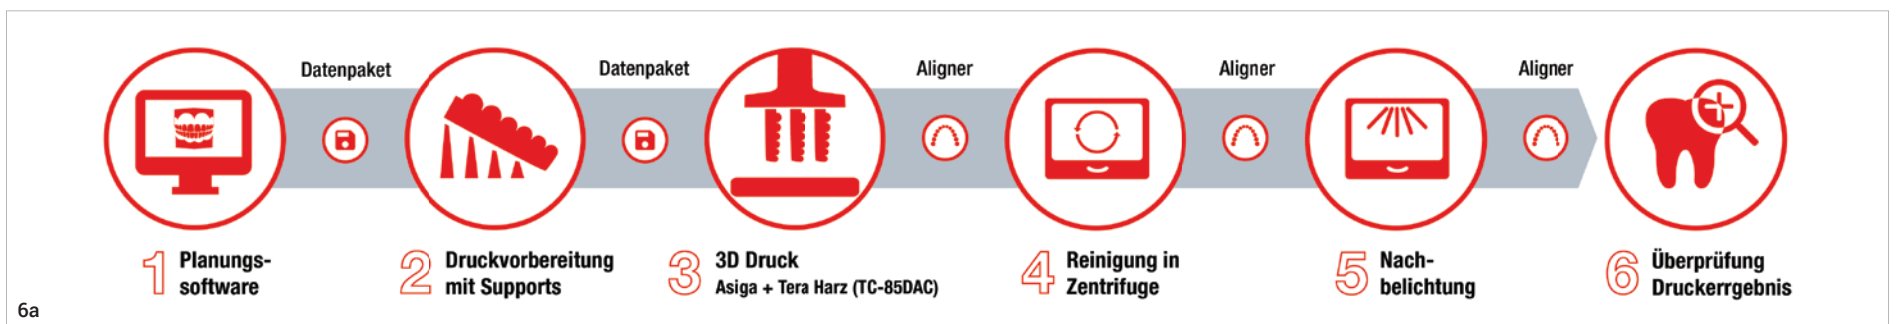 Datenpaket
Datenpaket
Aligner
Aligner
Aligner
1 Planungs-
software
2 Druckvorbereitung
mit Supports
3 3D Druck
Asiga + Tera Harz (TC-85DAC)
4 Reinigung in
Zentrifuge
5 Nach-
belichtung
6 Überprüfung
Druckerrgebnis
6a